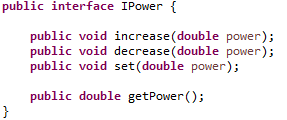 public interface IPower {
public void increase(double power);
public void decrease(double power);
public void set(double power);
public double getPower();
}